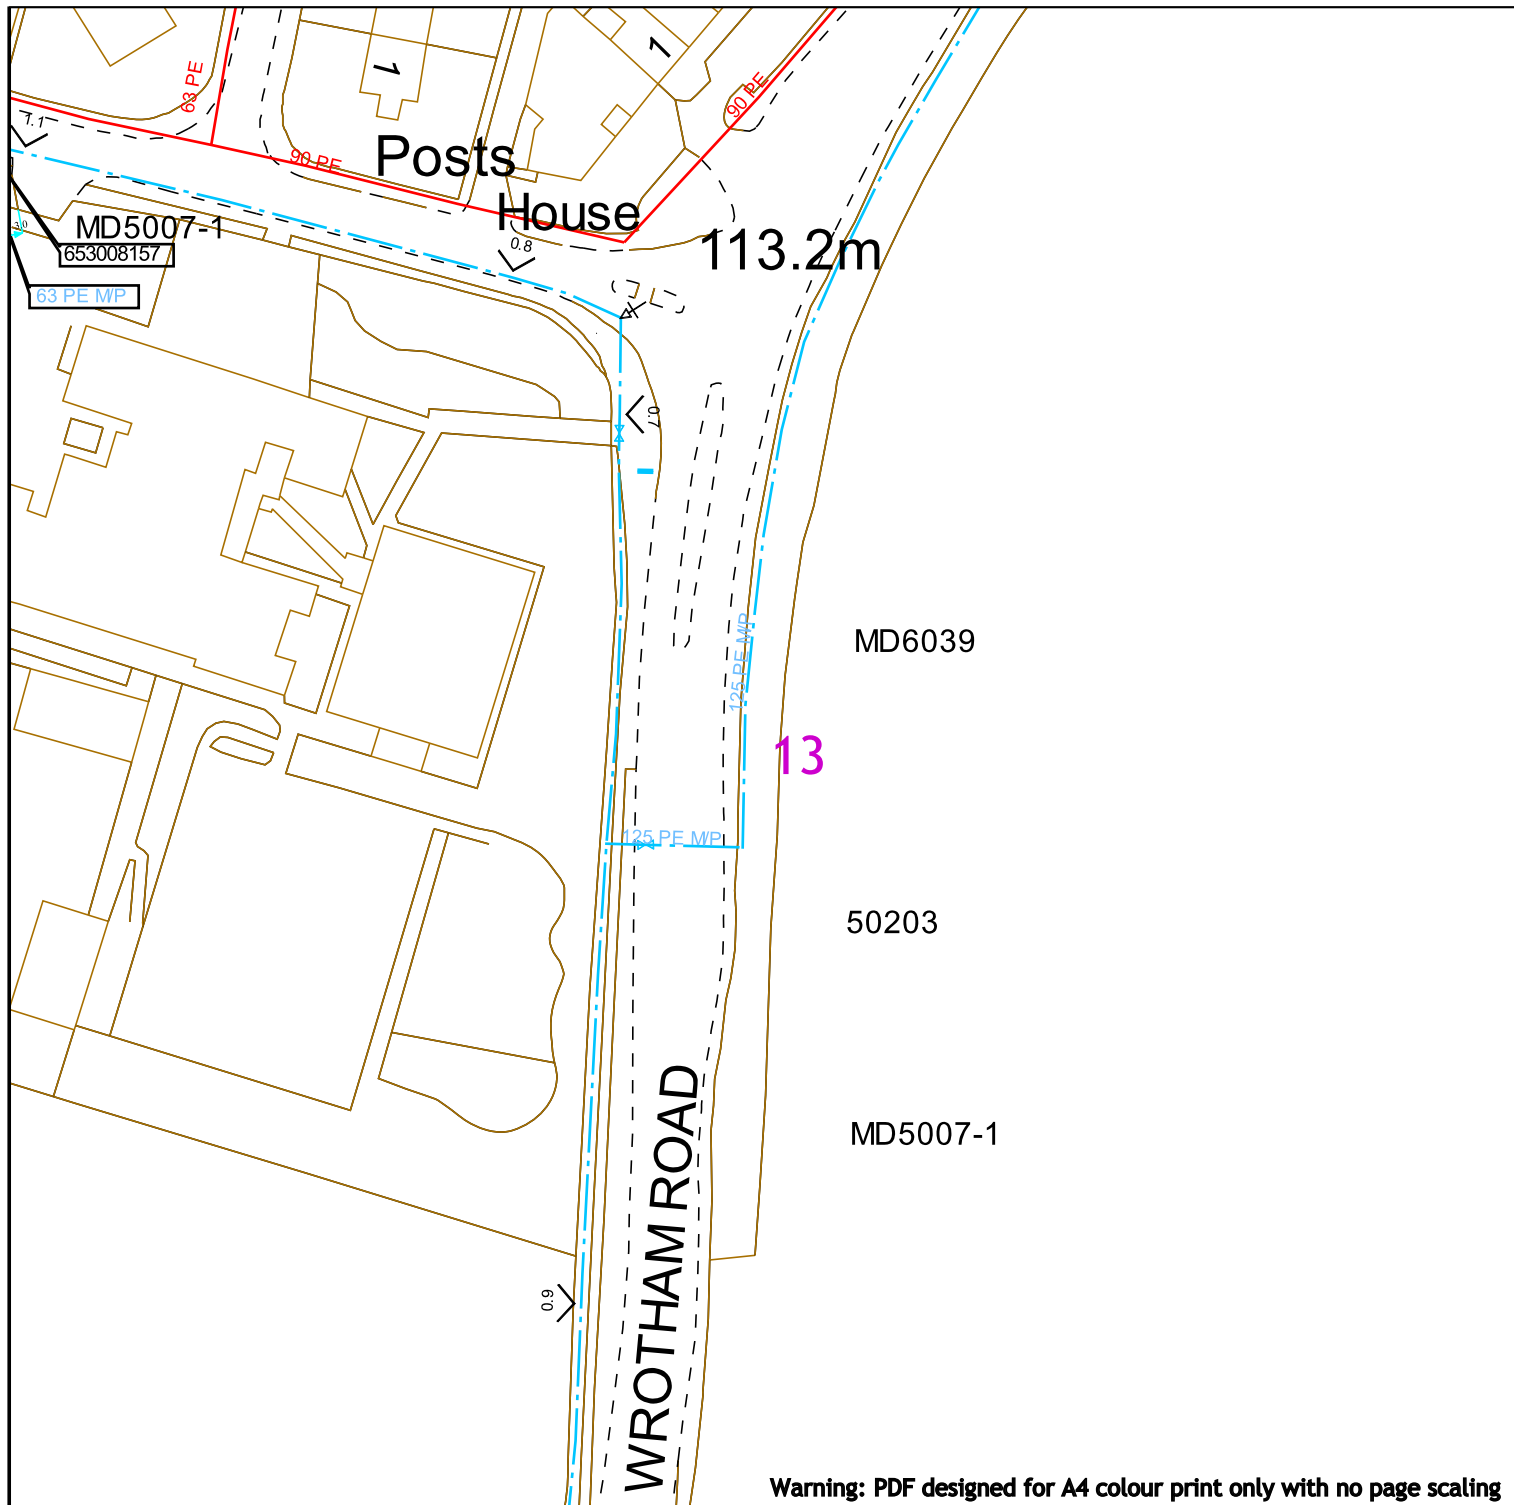 63 PE
1
1
90 PE
1.1
90 PE
Posts
House
MD5007-1
3.0
653008157
0.8
113.2m
63 PE M/P
X
0.7
125 PE M/P
MD6039
13
125 PE M/P
50203
MD5007-1
WROTHAM ROAD
0.9
Warning: PDF designed for A4 colour print only with no page scaling